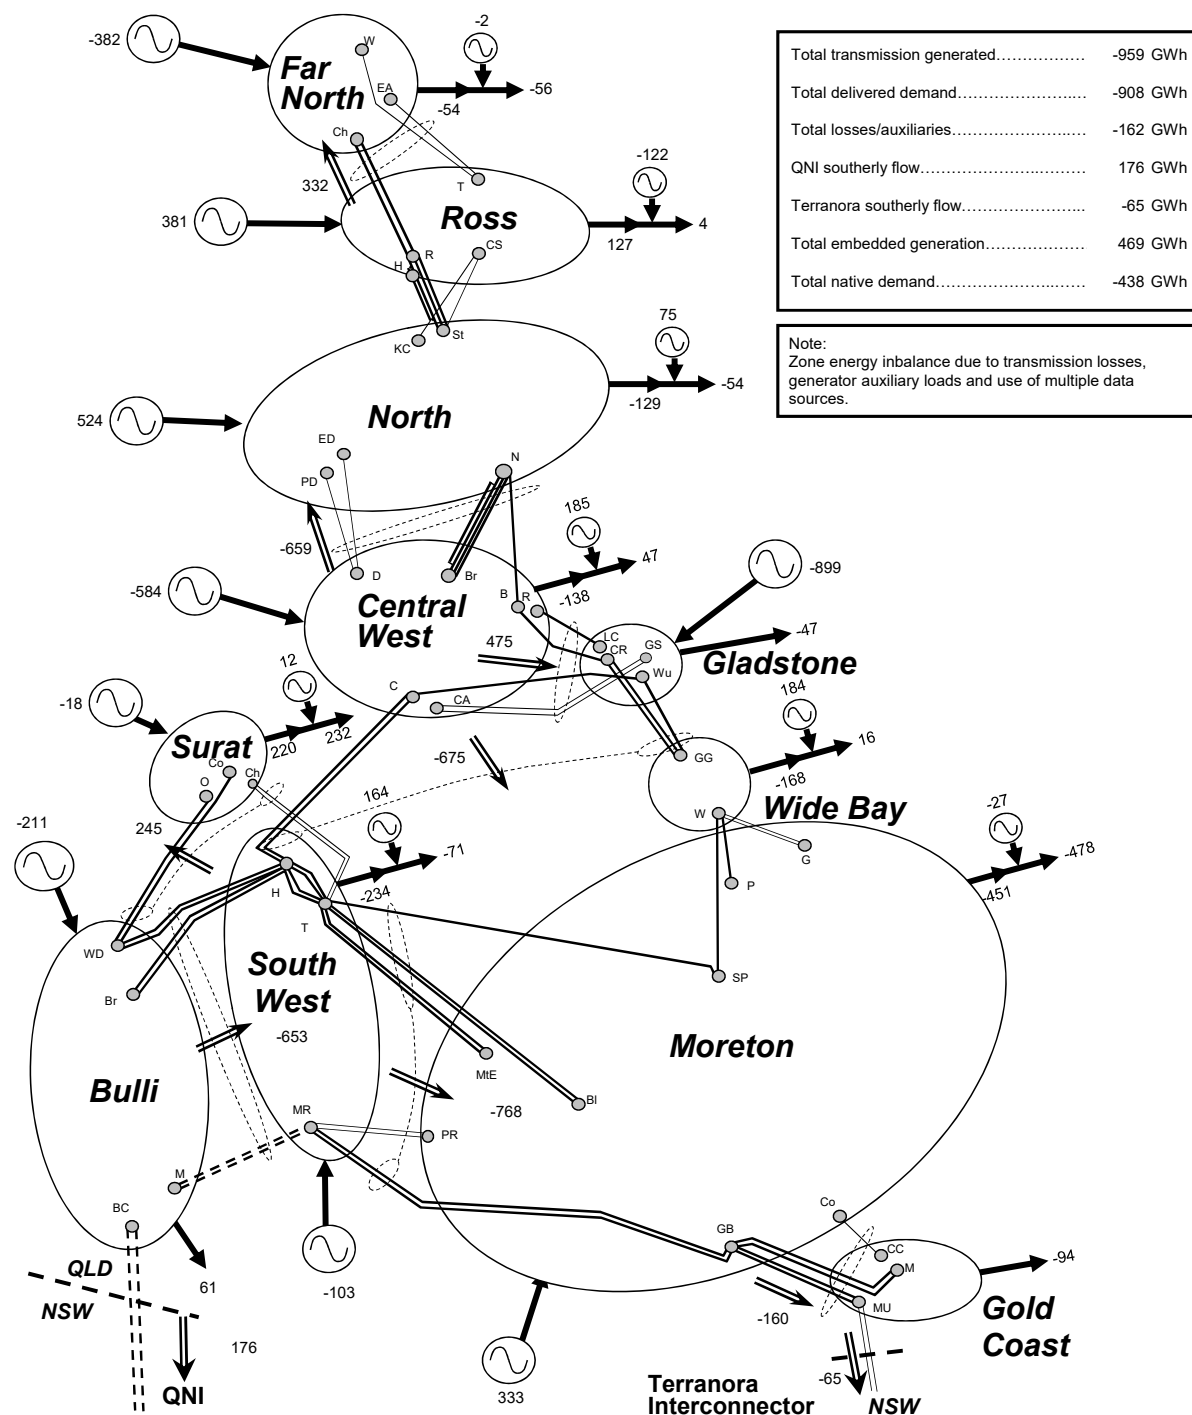 -382
W
Far
North
EA
Ch
-2
-54
-56
332
T
381
Ross
R
H
CS
-122
127
4
KC
St
75
-129
-54
524
North
ED
PD
N
-659
D
Br
185
-138
47
-584
Central
West
B
R
475
LC
CR
GS
Wu
-899
-47
Gladstone
C
CA
-675
GG
184
-168
16
W
Wide Bay
G
P
-18
Surat
Co
O
Ch
12
220
232
245
164
-234
-71
-211
H
T
WD
Br
South
West
-653
Bulli
M
BC
61
MR
-103
QLD
NSW
176
QNI
-27
-451
-478
SP
Moreton
MtE
Bl
-768
PR
333
Co
GB
CC
M
MU
-94
Gold
Coast
-160
-65
Terranora
Interconnector
NSW
Total transmission generated……………… -959 GWh
Total delivered demand…………………..... -908 GWh
Total losses/auxiliaries…………………..…. -162 GWh
QNI southerly flow…………………...……… 176 GWh
Terranora southerly flow…………………... -65 GWh
Total embedded generation……………… 469 GWh
Total native demand…………………...…… -438 GWh
Note:
Zone energy inbalance due to transmission losses,
generator auxiliary loads and use of multiple data
sources.